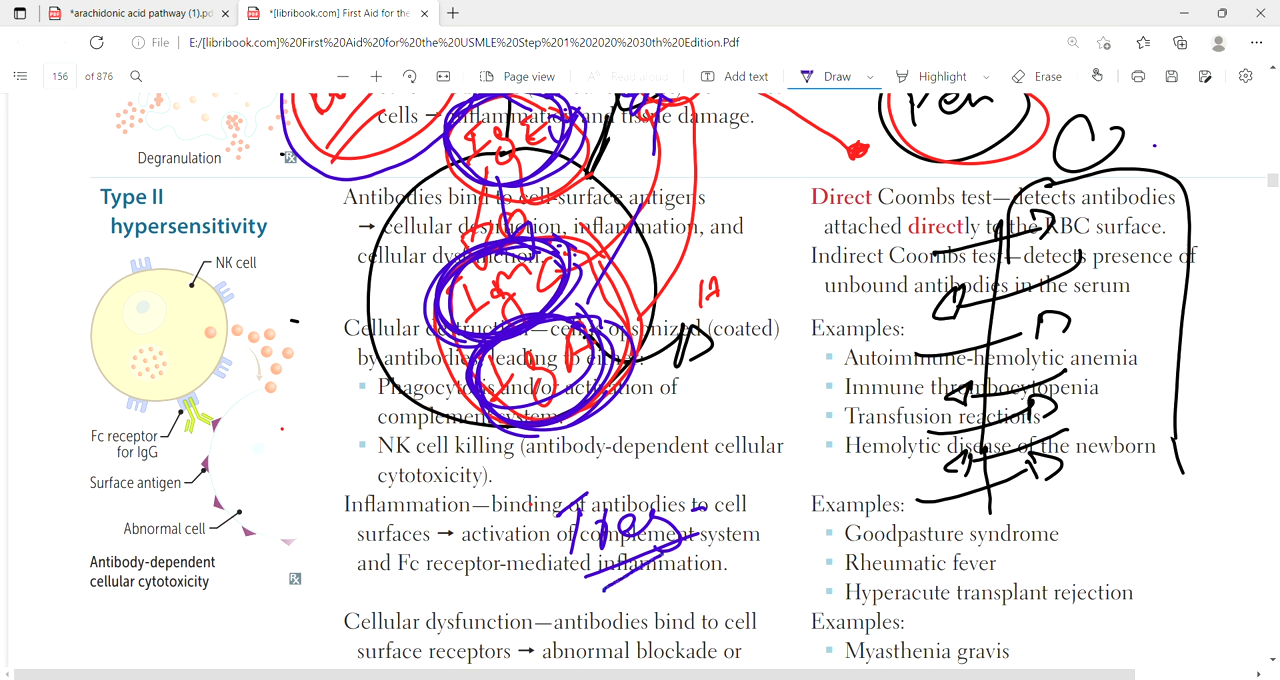 *arachidonic acid pathway (1).pd
*[libribook.com] First Aid for the
File
E:/[libribook.com]%20First%20Aid%20for%20the%20USMLE%20Step%201%202020%2030th%20Edition.Pdf
156 of 876
Page view
Read aloud
Add text
Draw
Highlight
Erase
cells → inflammation and tissue damage.
Degranulation
Type II
hypersensitivity
NK cell
Fc receptor
for IgG
Surface antigen
Abnormal cell
Antibody-dependent
cellular cytotoxicity
IgE
IgG
IgA
Antibodies bind to cell-surface antigens
→ cellular destruction, inflammation, and
cellular dysfunction.
Cellular destruction—cell is opsonized (coated)
by antibodies, leading to either:
Phagocytosis and/or activation of
complement system.
NK cell killing (antibody-dependent cellular
cytotoxicity).
Inflammation—binding of antibodies to cell
surfaces → activation of complement system
and Fc receptor-mediated inflammation.
Cellular dysfunction—antibodies bind to cell
surface receptors → abnormal blockade or
Direct Coombs test—detects antibodies
attached directly to the RBC surface.
Indirect Coombs test—detects presence of
unbound antibodies in the serum
Examples:
Autoimmune-hemolytic anemia
Immune thrombocytopenia
Transfusion reactions
Hemolytic disease of the newborn
Examples:
Goodpasture syndrome
Rheumatic fever
Hyperacute transplant rejection
Examples:
Myasthenia gravis